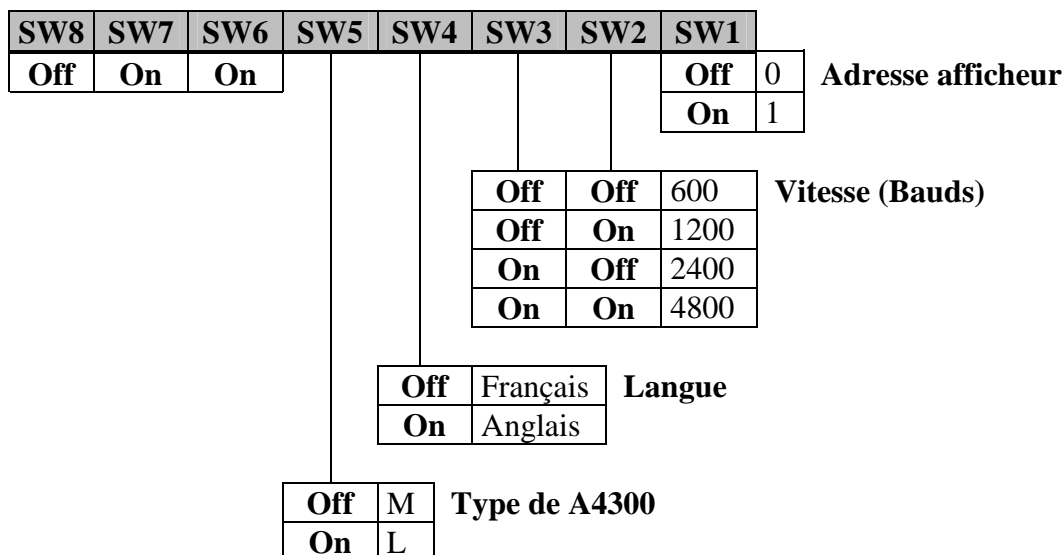 SW8 SW7 SW6 SW5 SW4 SW3 SW2 SW1
Off On On Off 0 Adresse afficheur
On 1
Off Off 600 Vitesse (Bauds)
Off On 1200
On Off 2400
On On 4800
Off Français Langue
On Anglais
Off M Type de A4300
On L